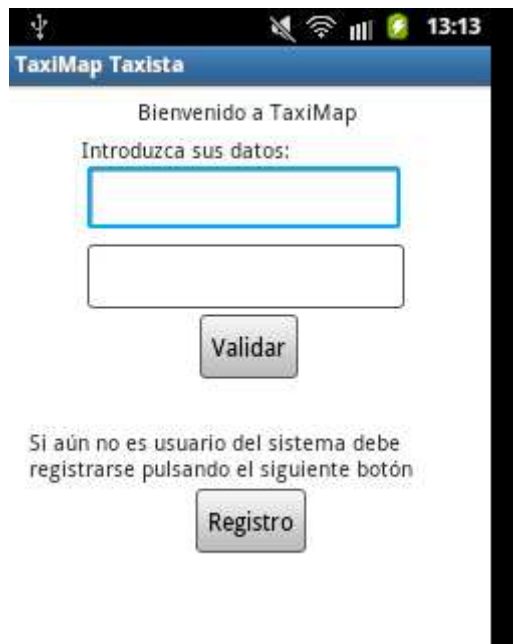 13:13
TaxiMap Taxista
Bienvenido a TaxiMap
Introduzca sus datos:
Validar
Si aún no es usuario del sistema debe
registrarse pulsando el siguiente botón
Registro